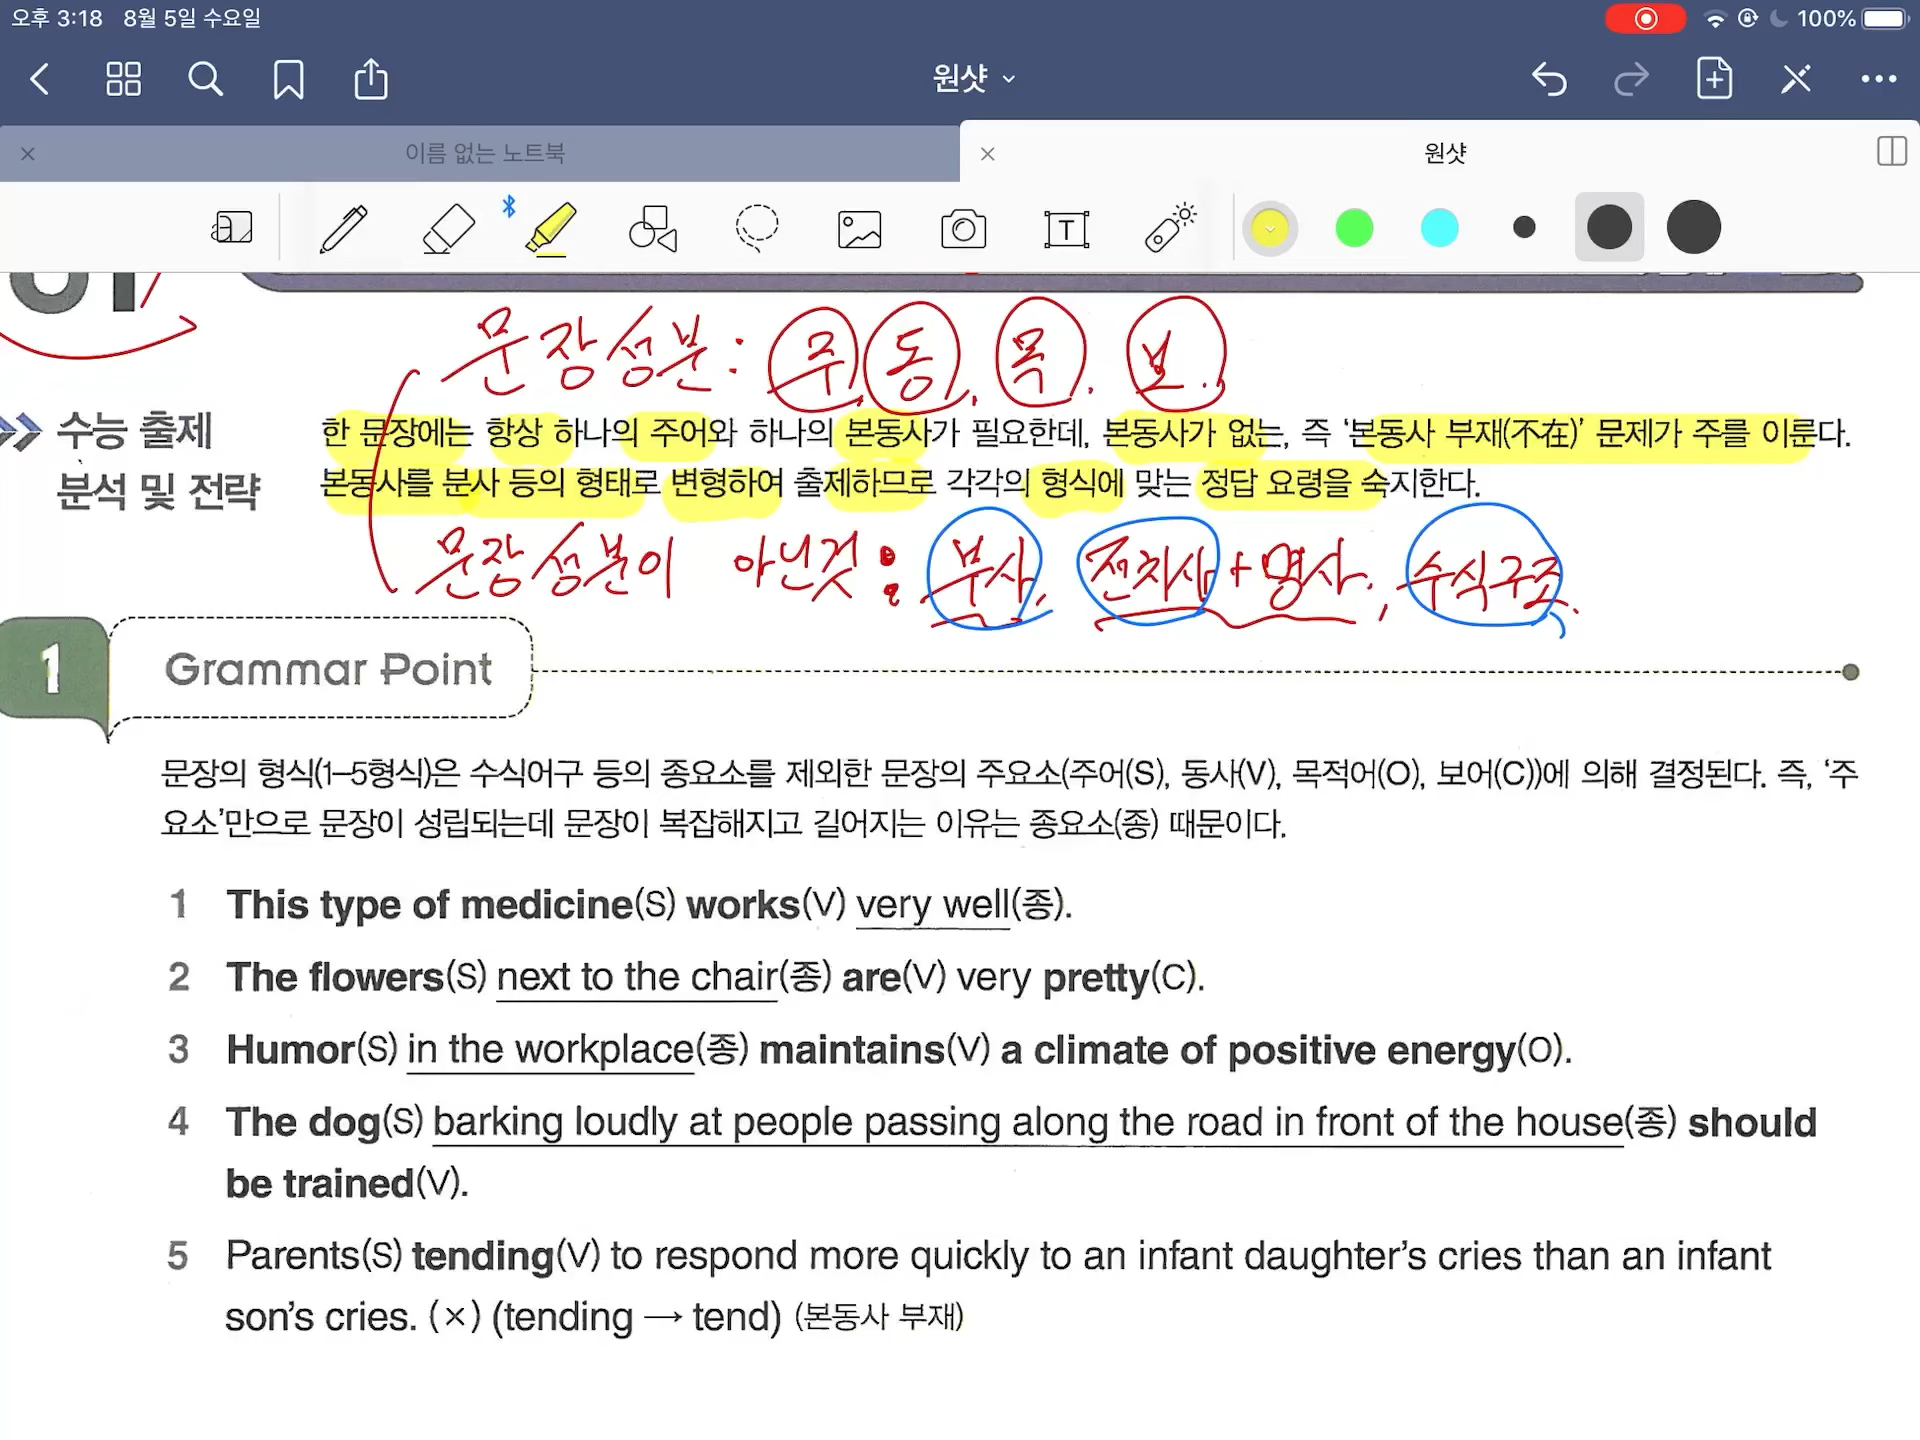 오후 3:18 8월 5일 수요일 100%
원샷
이름 없는 노트북 원샷
문장성분: 주, 동, 목, 보.
수능 출제
분석 및 전략
한 문장에는 항상 하나의 주어와 하나의 본동사가 필요한데, 본동사가 없는, 즉 ‘본동사 부재(不在)’ 문제가 주를 이룬다.
본동사를 분사 등의 형태로 변형하여 출제하므로 각각의 형식에 맞는 정답 요령을 숙지한다.
문장성분이 아닌것: 부사, 전치사+명사, 수식구조.
1 Grammar Point
문장의 형식(1–5형식)은 수식어구 등의 종요소를 제외한 문장의 주요소(주어(S), 동사(V), 목적어(O), 보어(C))에 의해 결정된다. 즉, ‘주
요소’만으로 문장이 성립되는데 문장이 복잡해지고 길어지는 이유는 종요소(종) 때문이다.
1 This type of medicine(S) works(V) very well(종).
2 The flowers(S) next to the chair(종) are(V) very pretty(C).
3 Humor(S) in the workplace(종) maintains(V) a climate of positive energy(O).
4 The dog(S) barking loudly at people passing along the road in front of the house(종) should
be trained(V).
5 Parents(S) tending(V) to respond more quickly to an infant daughter’s cries than an infant
son’s cries. (×) (tending → tend) (본동사 부재)